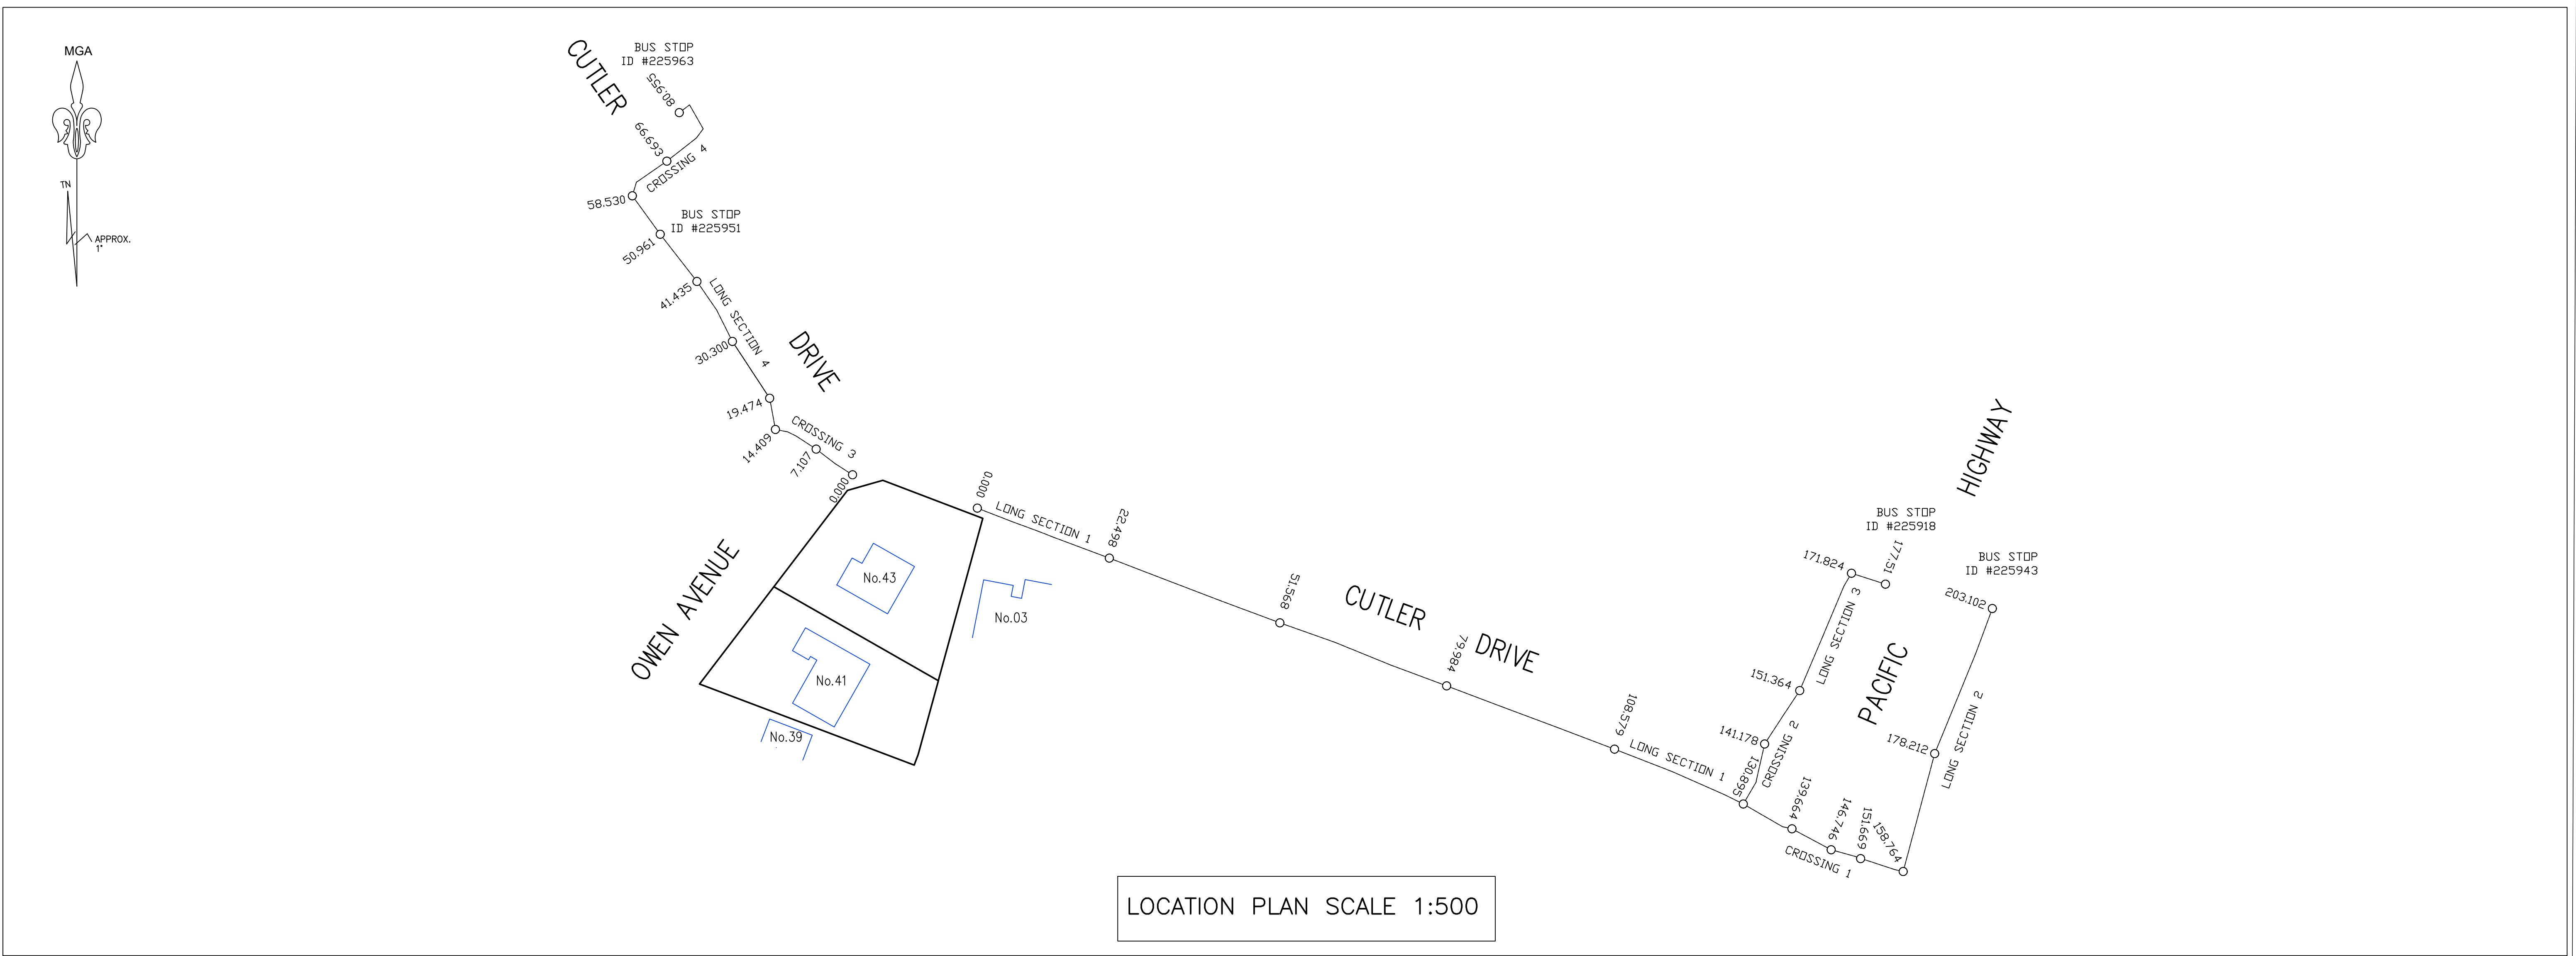 MGA
TN
APPROX.
1°
CUTLER
BUS STOP
ID #225963
80.955
66.693
CROSSING 4
58.530
BUS STOP
ID #225951
50.961
41.435
LONG SECTION 4
30.300
DRIVE
19.474
CROSSING 3
14.409
7.107
0.000
0.000
LONG SECTION 1
22.498
OWEN AVENUE
No.43
No.03
No.41
No.39
51.568
CUTLER
DRIVE
79.984
108.579
LONG SECTION 1
130.895
HIGHWAY
BUS STOP
ID #225918
177.51
171.824
BUS STOP
ID #225943
203.102
LONG SECTION 3
PACIFIC
151.364
141.178
CROSSING 2
178.212
LONG SECTION 2
139.664
146.746
151.669
158.764
CROSSING 1
LOCATION PLAN SCALE 1:500